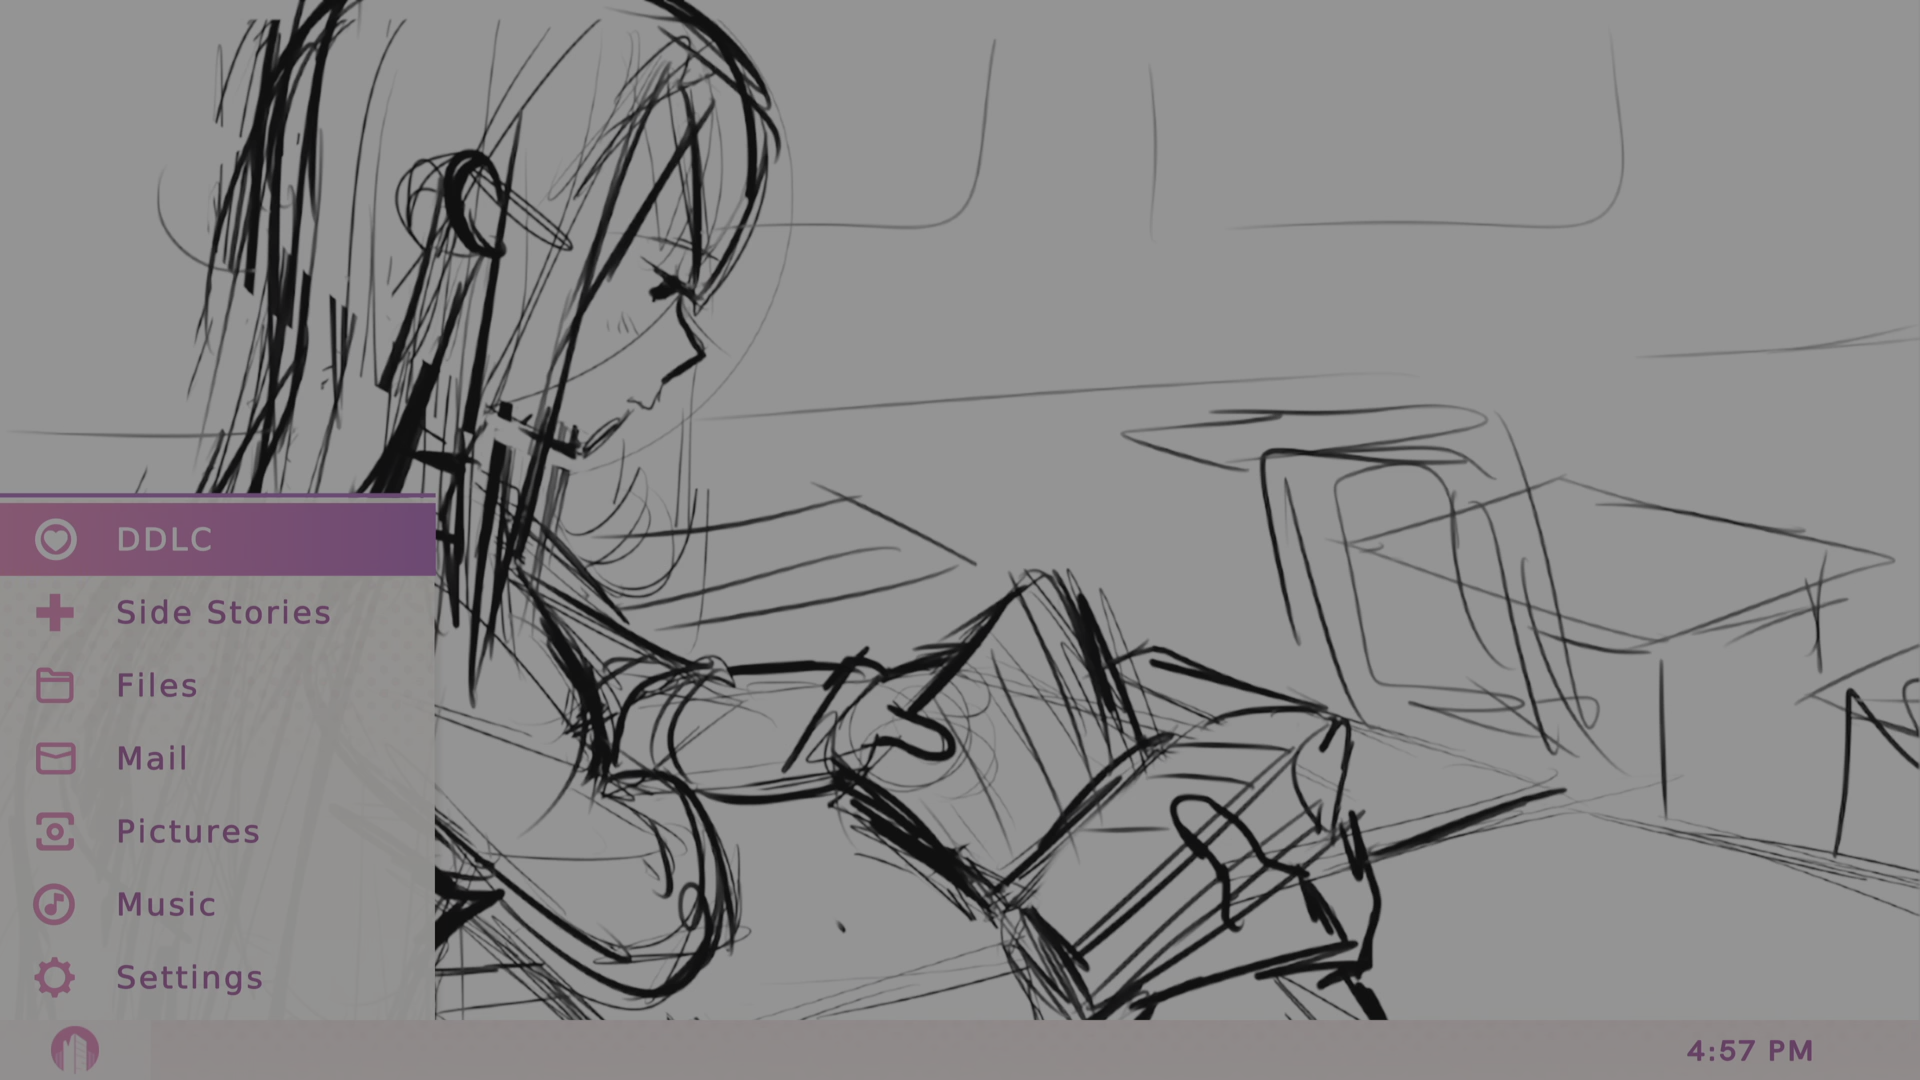 DDLC
Side Stories
Files
Mail
Pictures
Music
Settings
4:57 PM